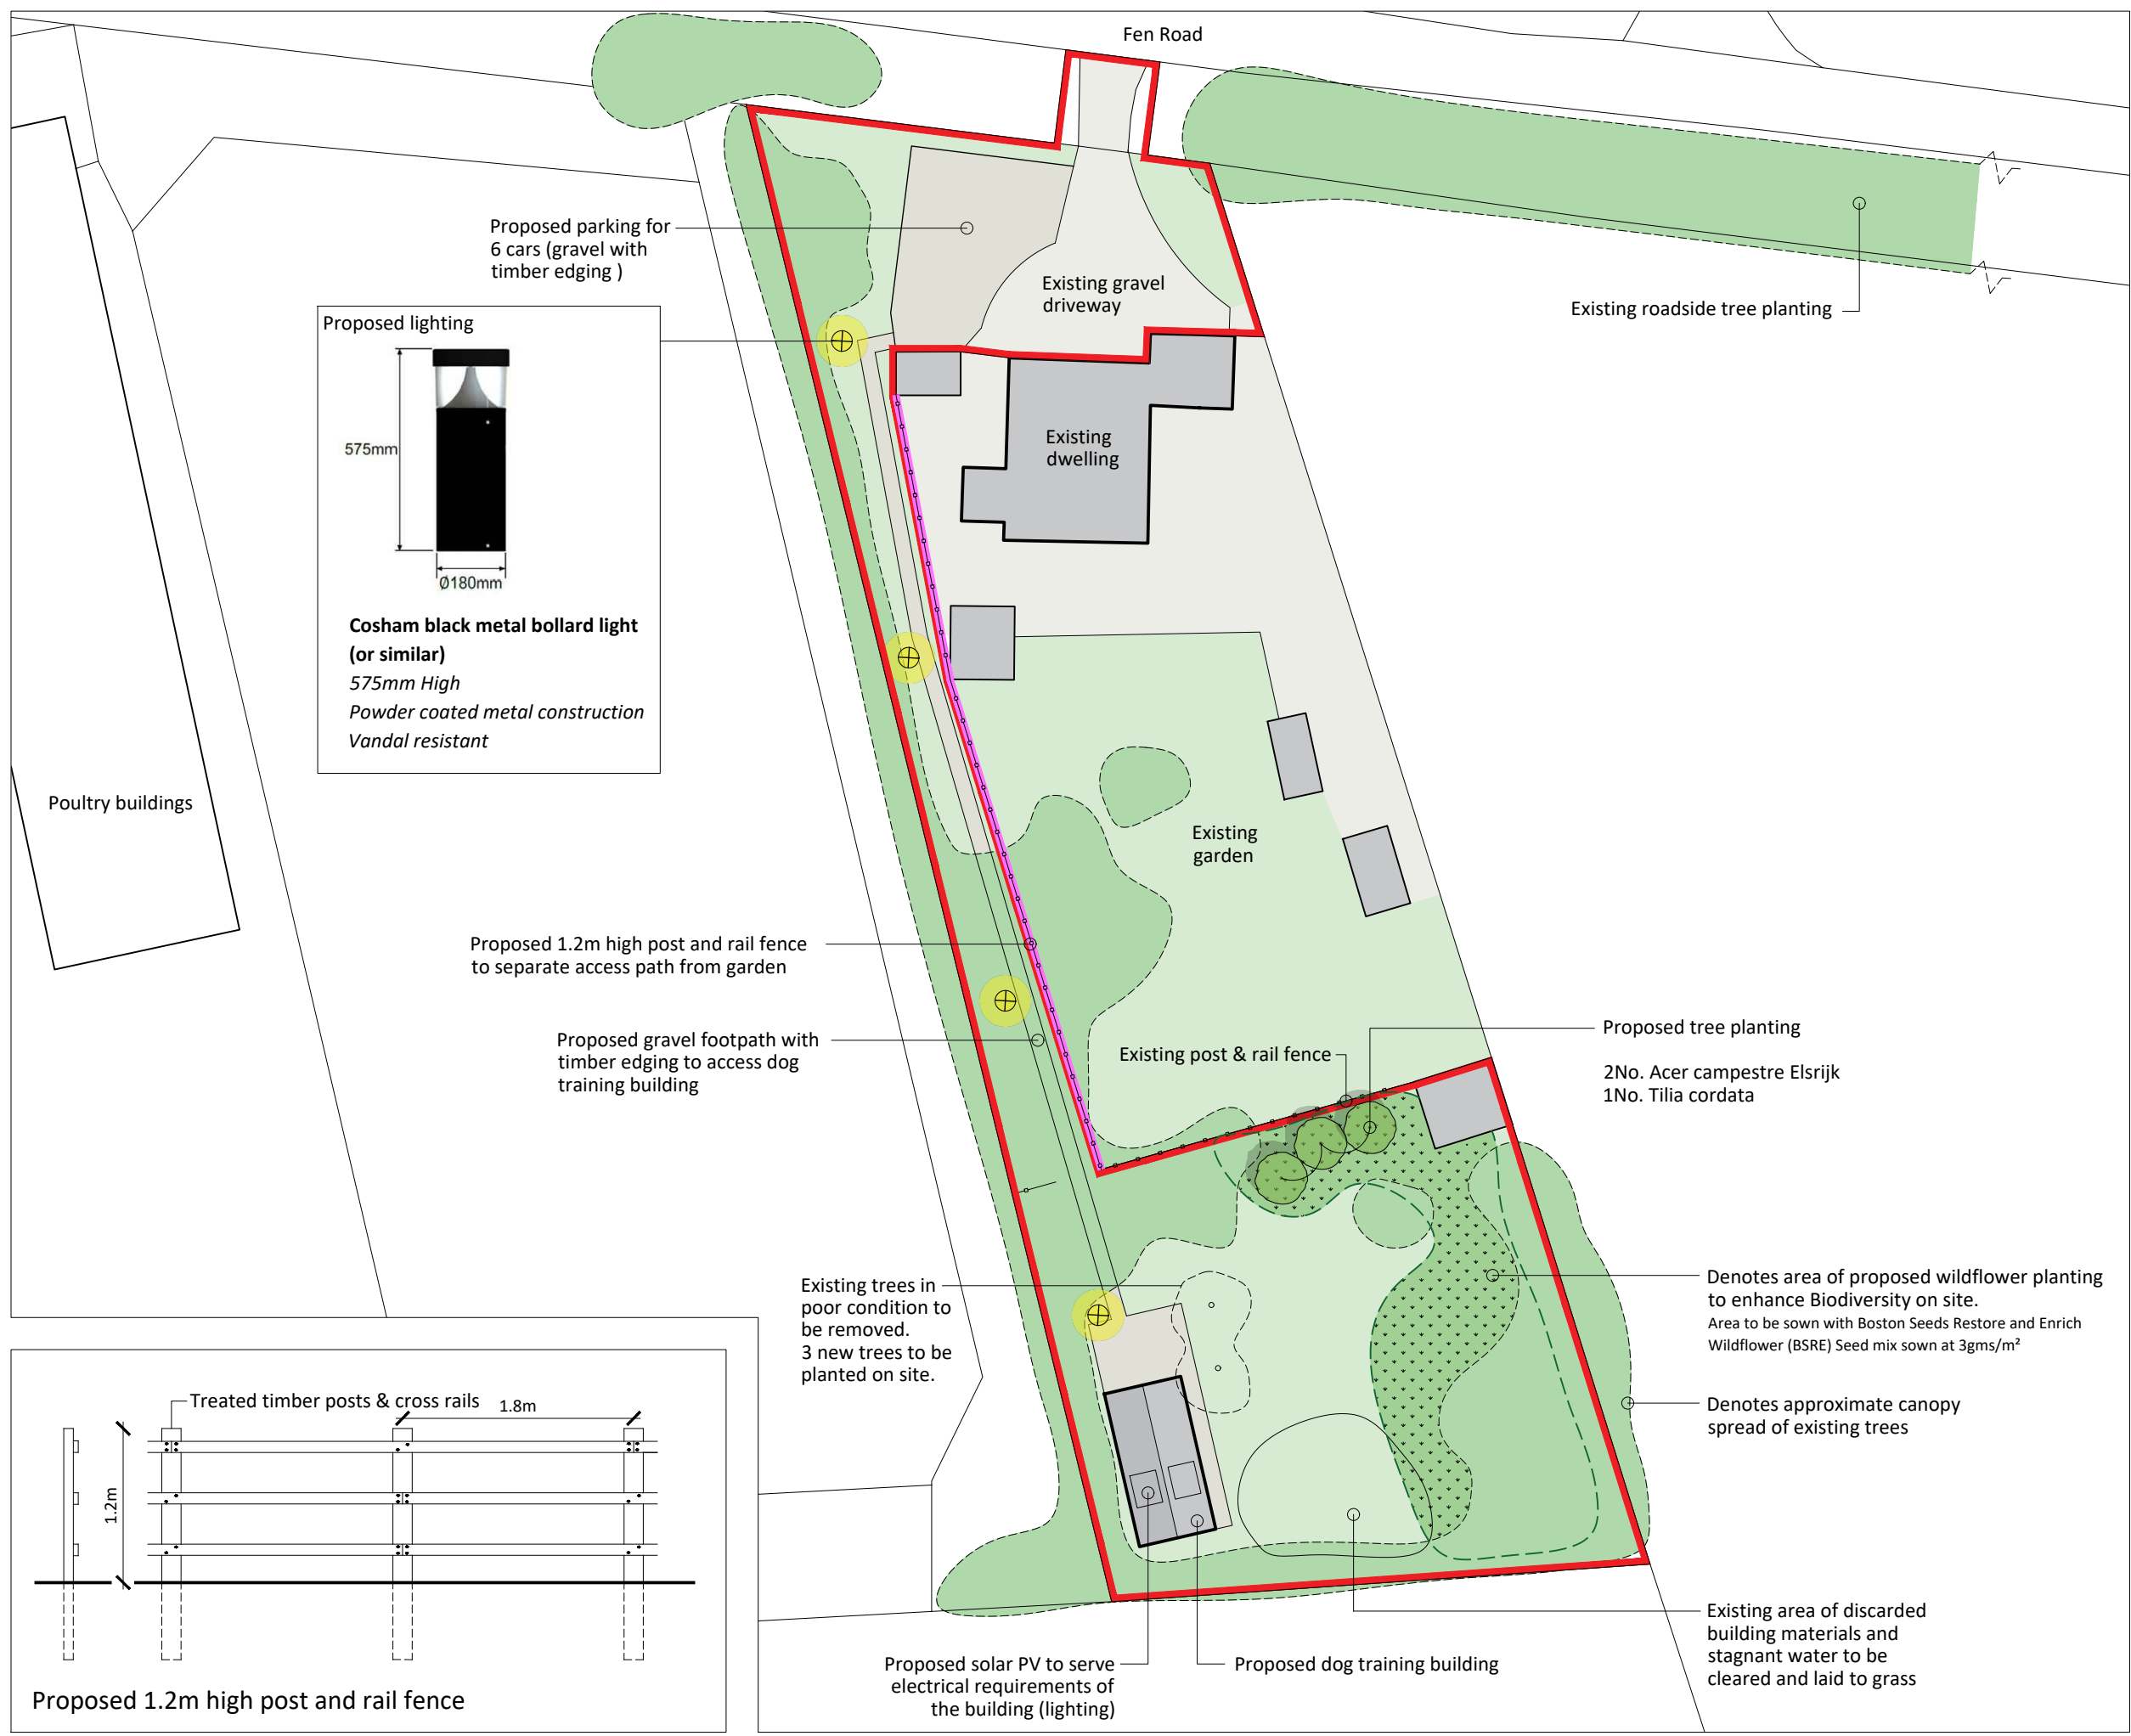 Fen Road
Proposed parking for
6 cars (gravel with
timber edging )
Existing gravel
driveway
Existing roadside tree planting
Proposed lighting
575mm
Ø180mm
Cosham black metal bollard light
(or similar)
575mm High
Powder coated metal construction
Vandal resistant
Existing
dwelling
Poultry buildings
Existing
garden
Proposed 1.2m high post and rail fence
to separate access path from garden
Proposed gravel footpath with
timber edging to access dog
training building
Existing post & rail fence
Proposed tree planting
2No. Acer campestre Elsrijk
1No. Tilia cordata
Existing trees in
poor condition to
be removed.
3 new trees to be
planted on site.
Denotes area of proposed wildflower planting
to enhance Biodiversity on site.
Area to be sown with Boston Seeds Restore and Enrich
Wildflower (BSRE) Seed mix sown at 3gms/m²
Denotes approximate canopy
spread of existing trees
Treated timber posts & cross rails
1.8m
1.2m
Proposed 1.2m high post and rail fence
Proposed solar PV to serve
electrical requirements of
the building (lighting)
Proposed dog training building
Existing area of discarded
building materials and
stagnant water to be
cleared and laid to grass